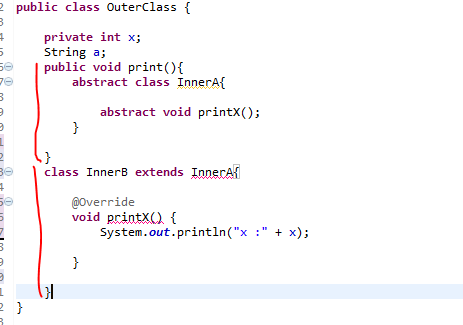 public class OuterClass {
private int x;
String a;
public void print(){
abstract class InnerA{
abstract void printX();
}
}
class InnerB extends InnerA{
@Override
void printX() {
System.out.println("x :" + x);
}
}
}